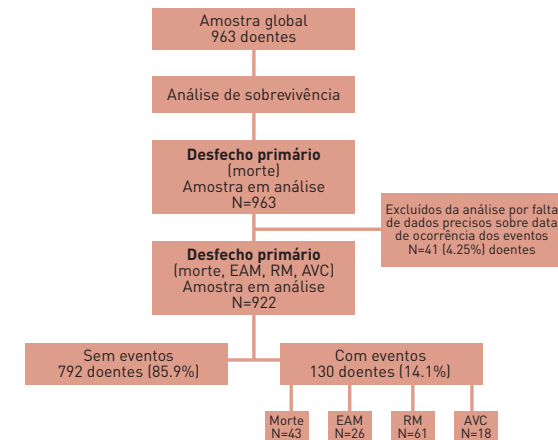 Amostra global
963 doentes
Análise de sobrevivência
Desfecho primário
(morte)
Amostra em análise
N=963
Excluídos da análise por falta
de dados precisos sobre data
de ocorrência dos eventos
N=41 (4.25%) doentes
Desfecho primário
(morte, EAM, RM, AVC)
Amostra em análise
N=922
Sem eventos
792 doentes (85.9%)
Com eventos
130 doentes (14.1%)
Morte
N=43
EAM
N=26
RM
N=61
AVC
N=18